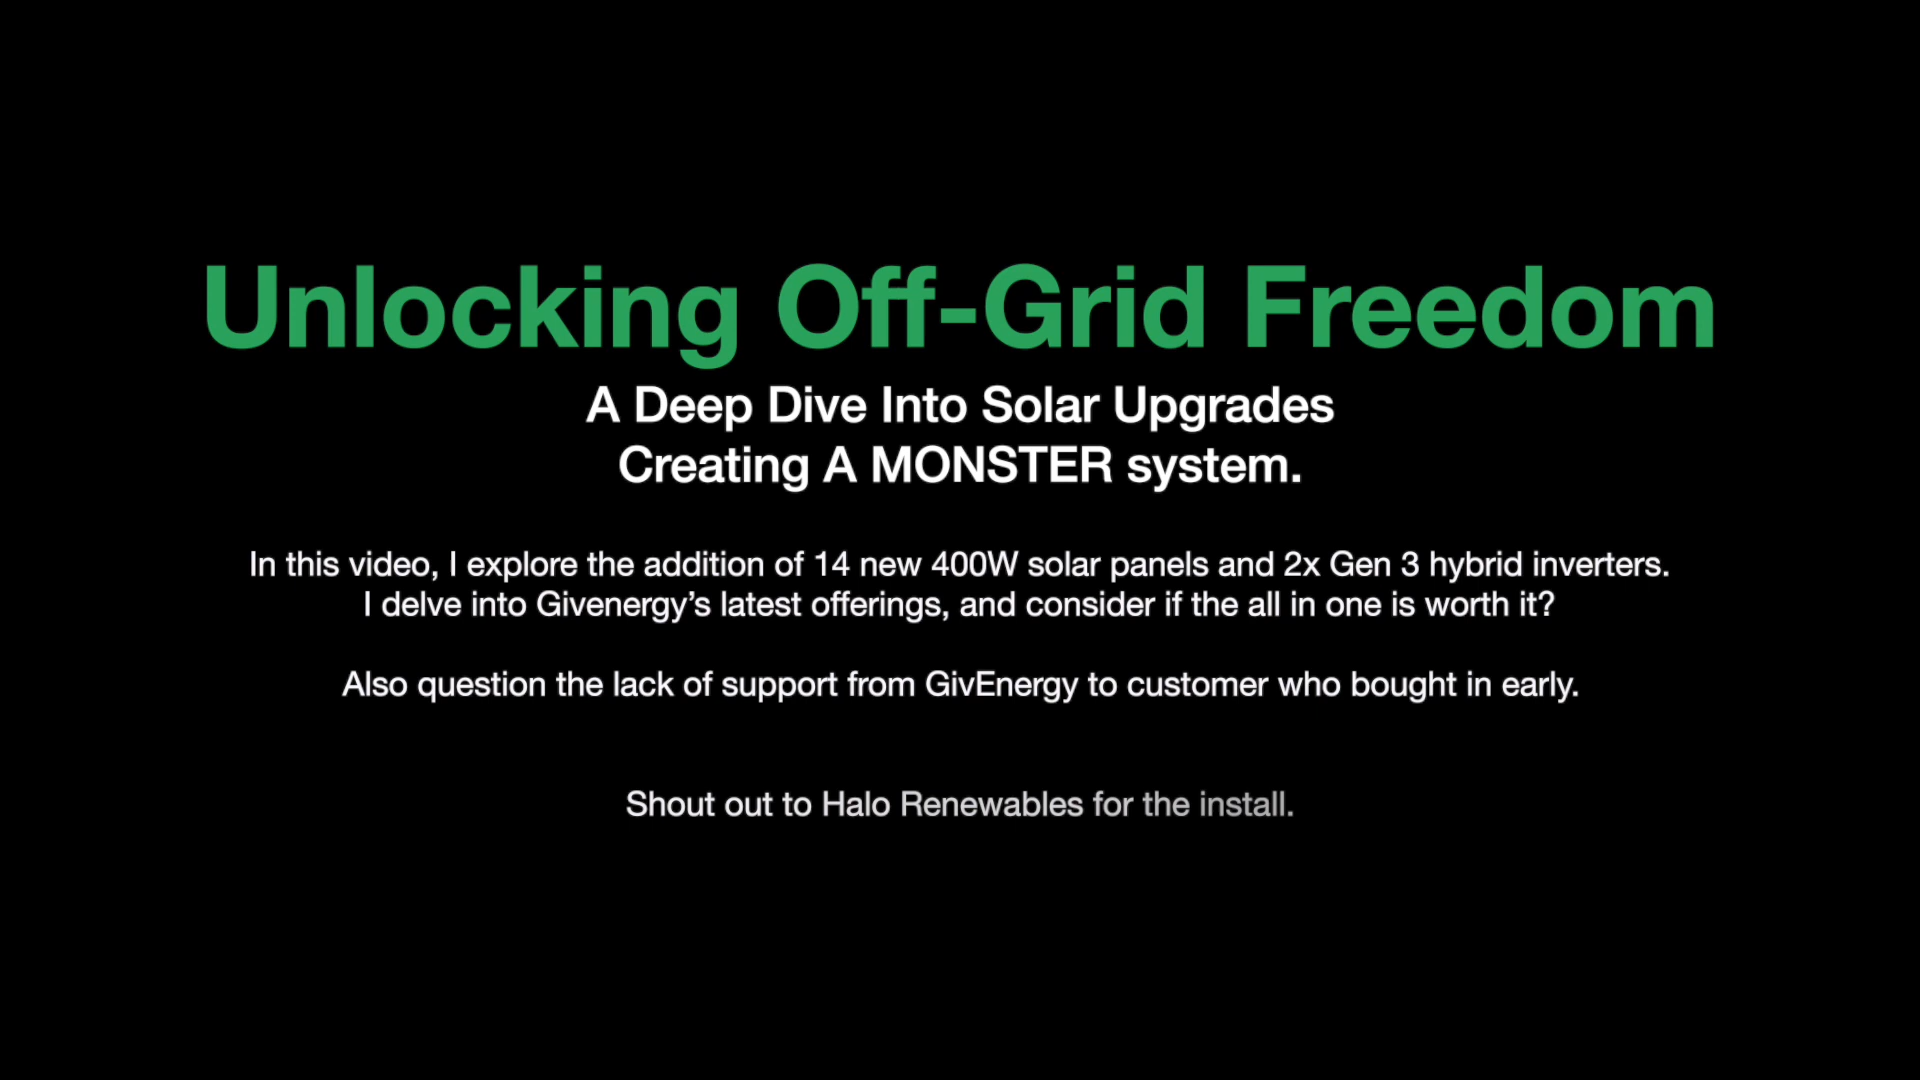 Unlocking Off-Grid Freedom
A Deep Dive Into Solar Upgrades
Creating A MONSTER system.
In this video, I explore the addition of 14 new 400W solar panels and 2x Gen 3 hybrid inverters.
I delve into Givenergy’s latest offerings, and consider if the all in one is worth it?
Also question the lack of support from GivEnergy to customer who bought in early.
Shout out to Halo Renewables for the install.